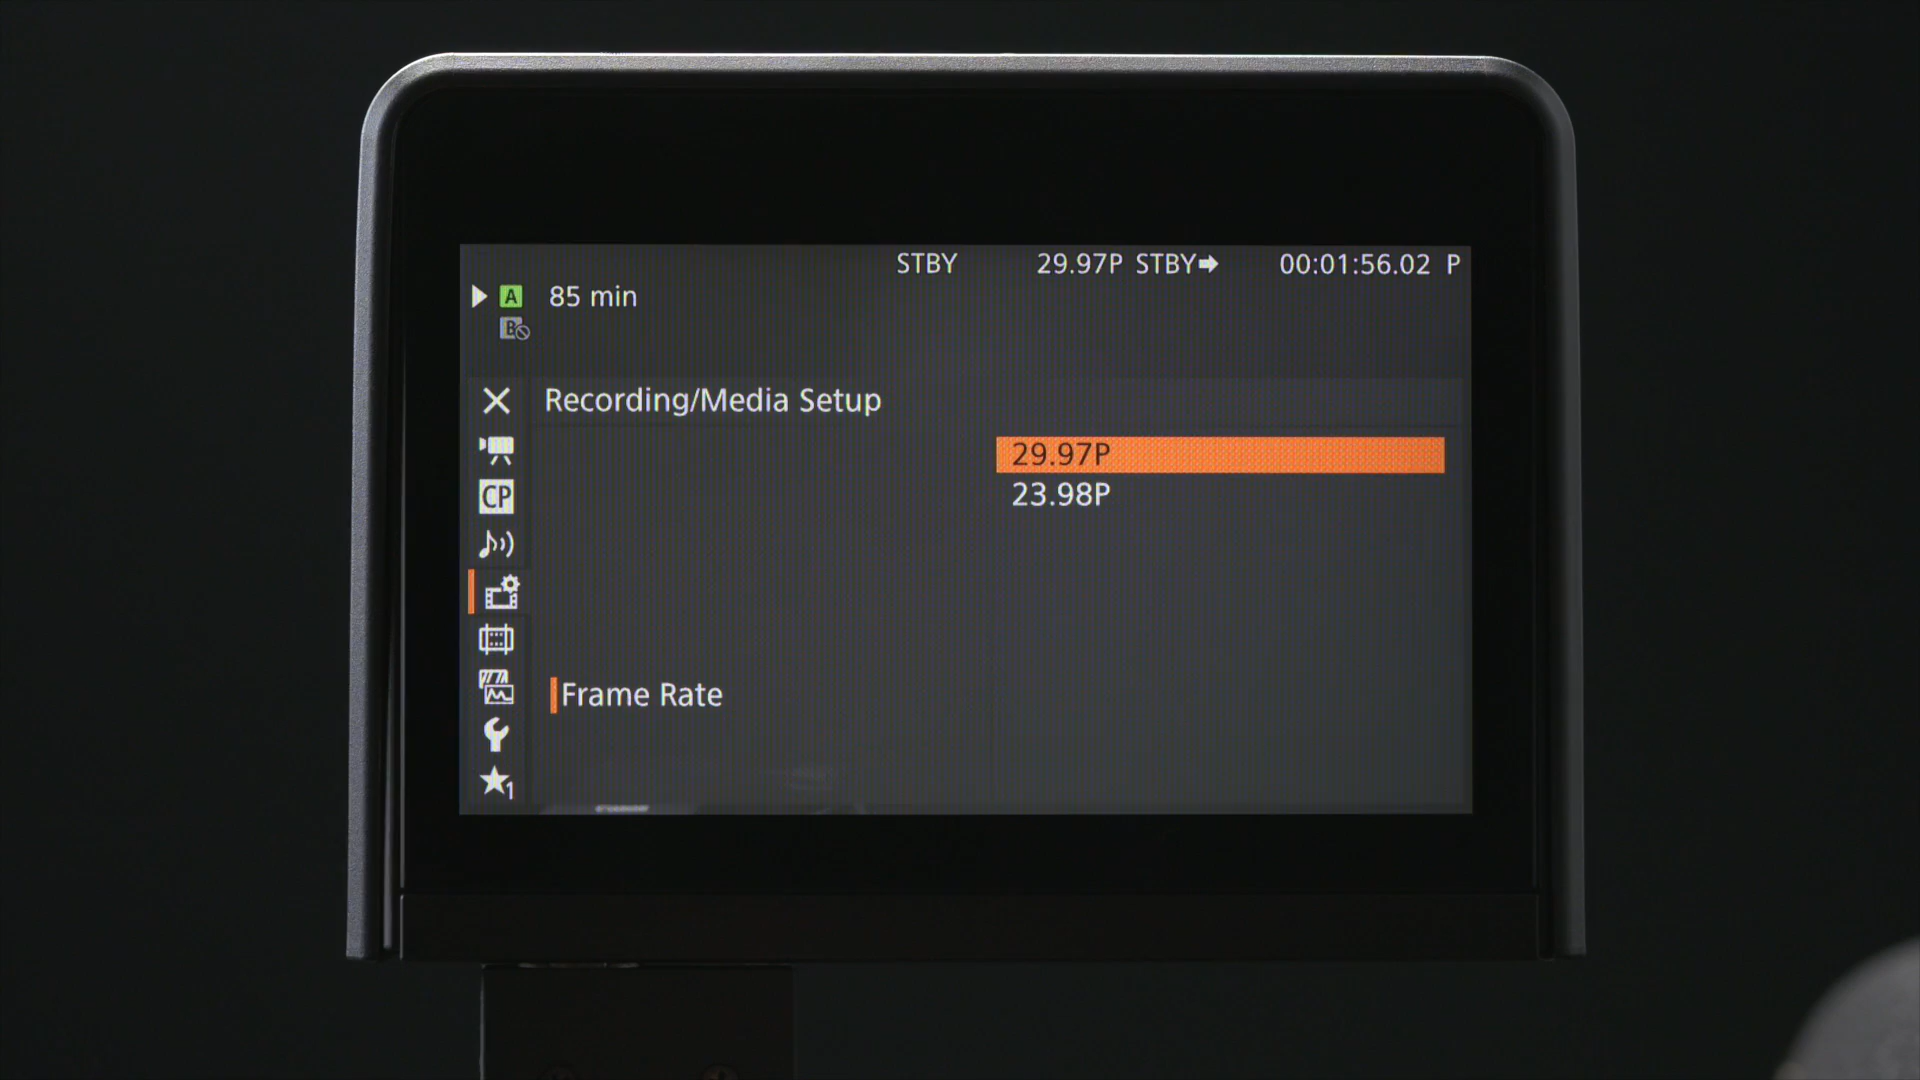 STBY 29.97P STBY➡ 00:01:56.02 P
A 85 min
B
Recording/Media Setup
29.97P
CP 23.98P
Frame Rate
★1